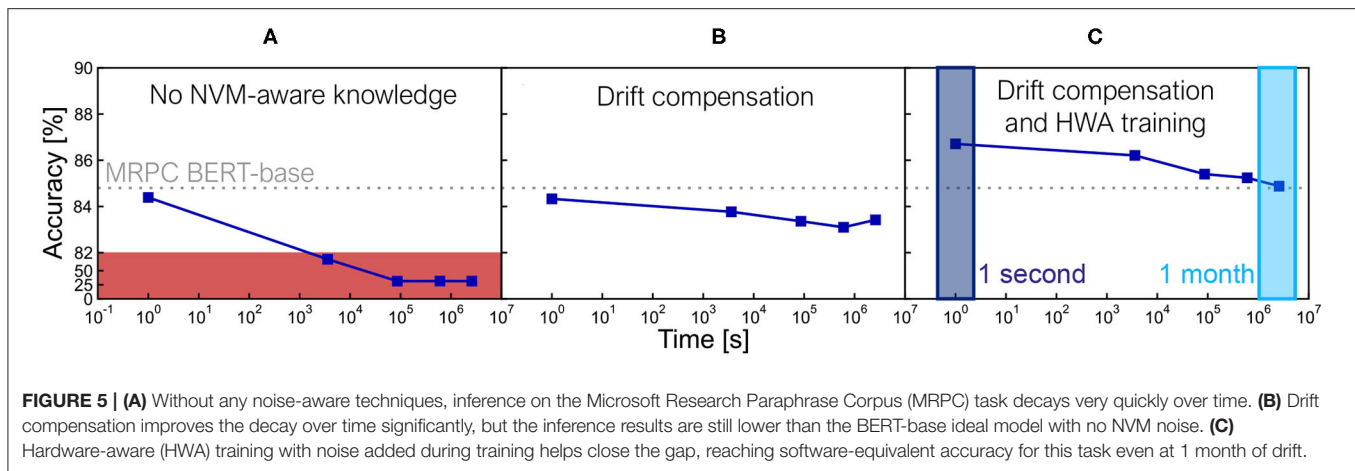 A
B
C
90
88
86
84
82
50
25
0
Accuracy [%]
No NVM-aware knowledge
MRPC BERT-base
Drift compensation
Drift compensation
and HWA training
1 second
1 month
10⁻¹ 10⁰ 10¹ 10² 10³ 10⁴ 10⁵ 10⁶ 10⁷
10⁰ 10¹ 10² 10³ 10⁴ 10⁵ 10⁶ 10⁷
10⁰ 10¹ 10² 10³ 10⁴ 10⁵ 10⁶ 10⁷
Time [s]
FIGURE 5 | (A) Without any noise-aware techniques, inference on the Microsoft Research Paraphrase Corpus (MRPC) task decays very quickly over time. (B) Drift
compensation improves the decay over time significantly, but the inference results are still lower than the BERT-base ideal model with no NVM noise. (C)
Hardware-aware (HWA) training with noise added during training helps close the gap, reaching software-equivalent accuracy for this task even at 1 month of drift.